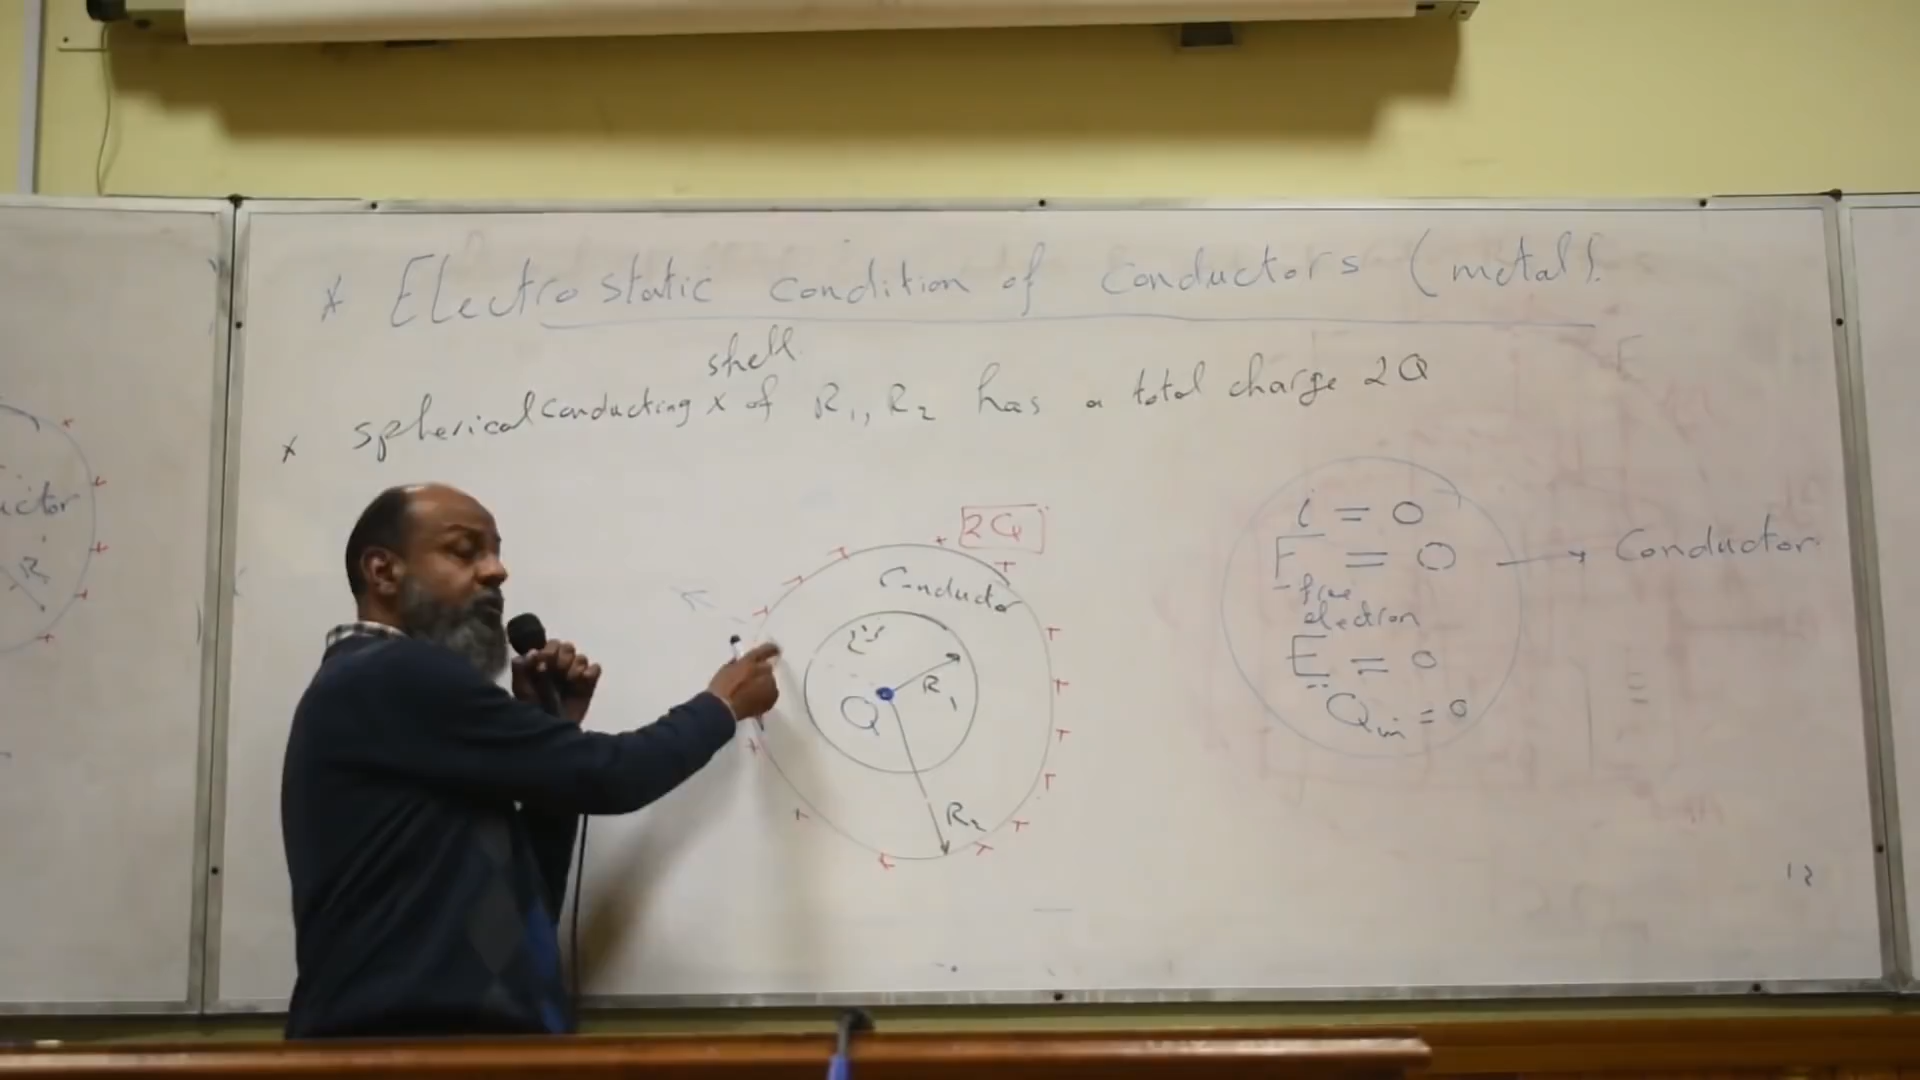 * Electrostatic condition of conductors (metal).
shell
* spherical conducting x of R1, R2 has a total charge 2Q
uctor
R
2Q
Conductor
R1
Q
R2
i = 0
F = 0 → Conductor
free
electron
E = 0
Qin = 0
12